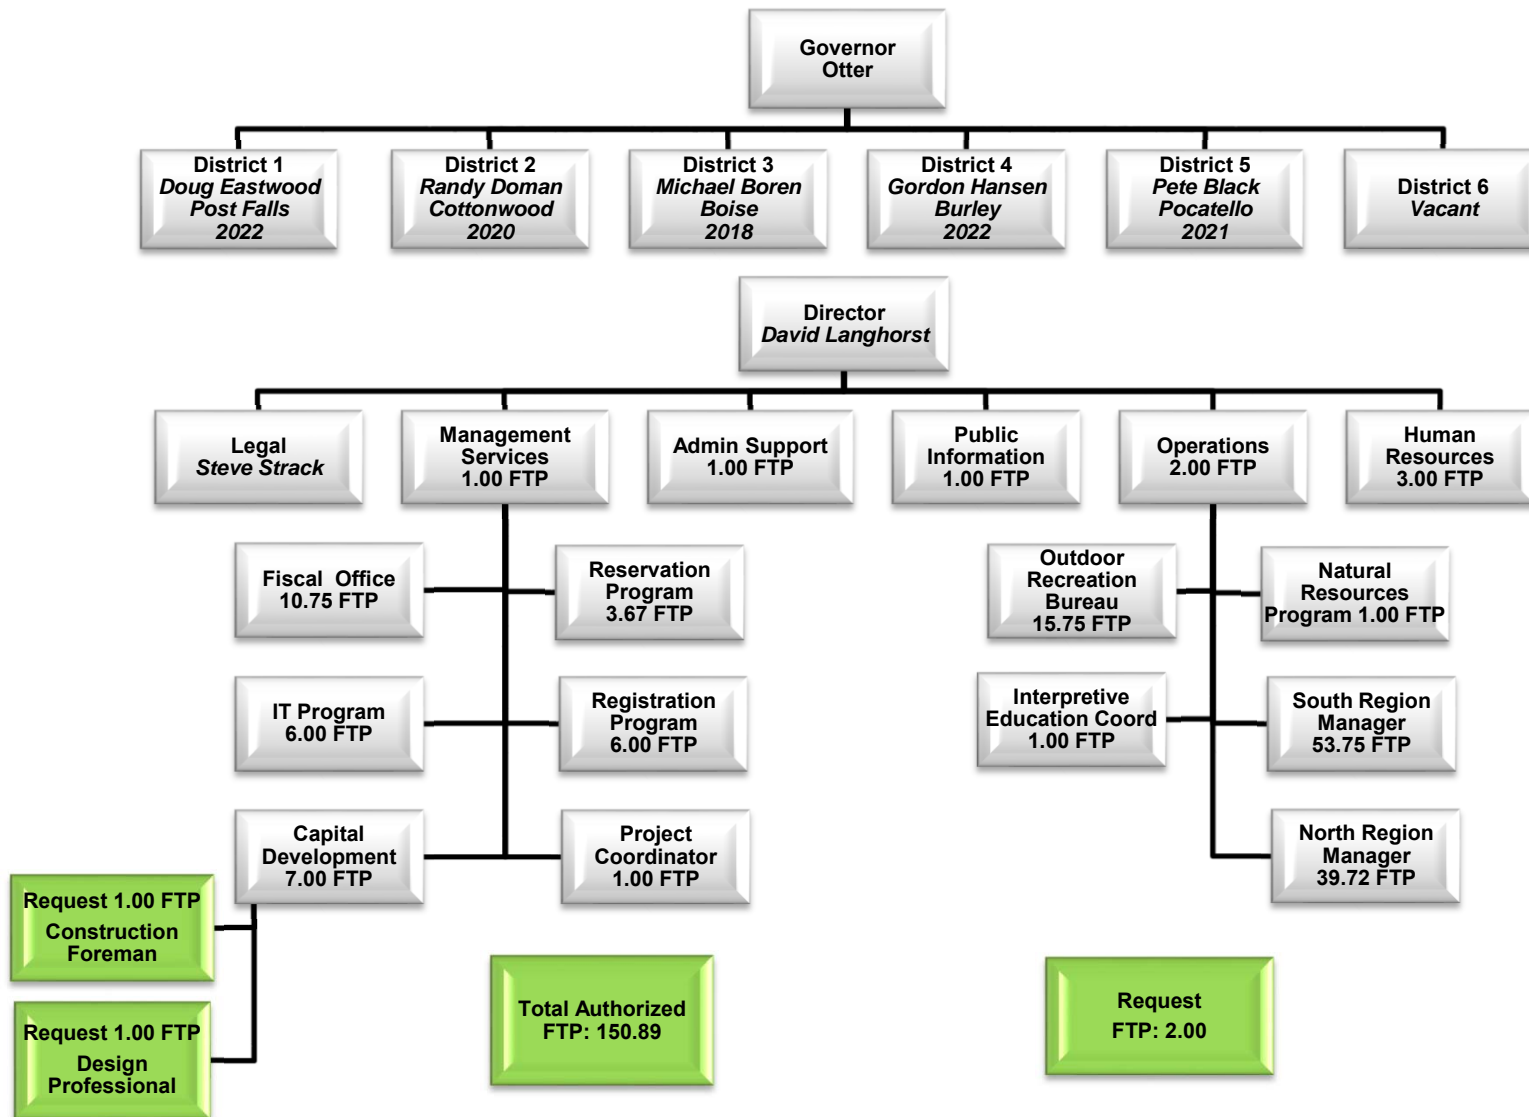 Governor
Otter
District 1
Doug Eastwood
Post Falls
2022
District 2
Randy Doman
Cottonwood
2020
District 3
Michael Boren
Boise
2018
District 4
Gordon Hansen
Burley
2022
District 5
Pete Black
Pocatello
2021
District 6
Vacant
Director
David Langhorst
Legal
Steve Strack
Management
Services
1.00 FTP
Admin Support
1.00 FTP
Public
Information
1.00 FTP
Operations
2.00 FTP
Human
Resources
3.00 FTP
Fiscal Office
10.75 FTP
Reservation
Program
3.67 FTP
Outdoor
Recreation
Bureau
15.75 FTP
Natural
Resources
Program 1.00 FTP
IT Program
6.00 FTP
Registration
Program
6.00 FTP
Interpretive
Education Coord
1.00 FTP
South Region
Manager
53.75 FTP
Capital
Development
7.00 FTP
Project
Coordinator
1.00 FTP
North Region
Manager
39.72 FTP
Request 1.00 FTP
Construction
Foreman
Request 1.00 FTP
Design
Professional
Total Authorized
FTP: 150.89
Request
FTP: 2.00